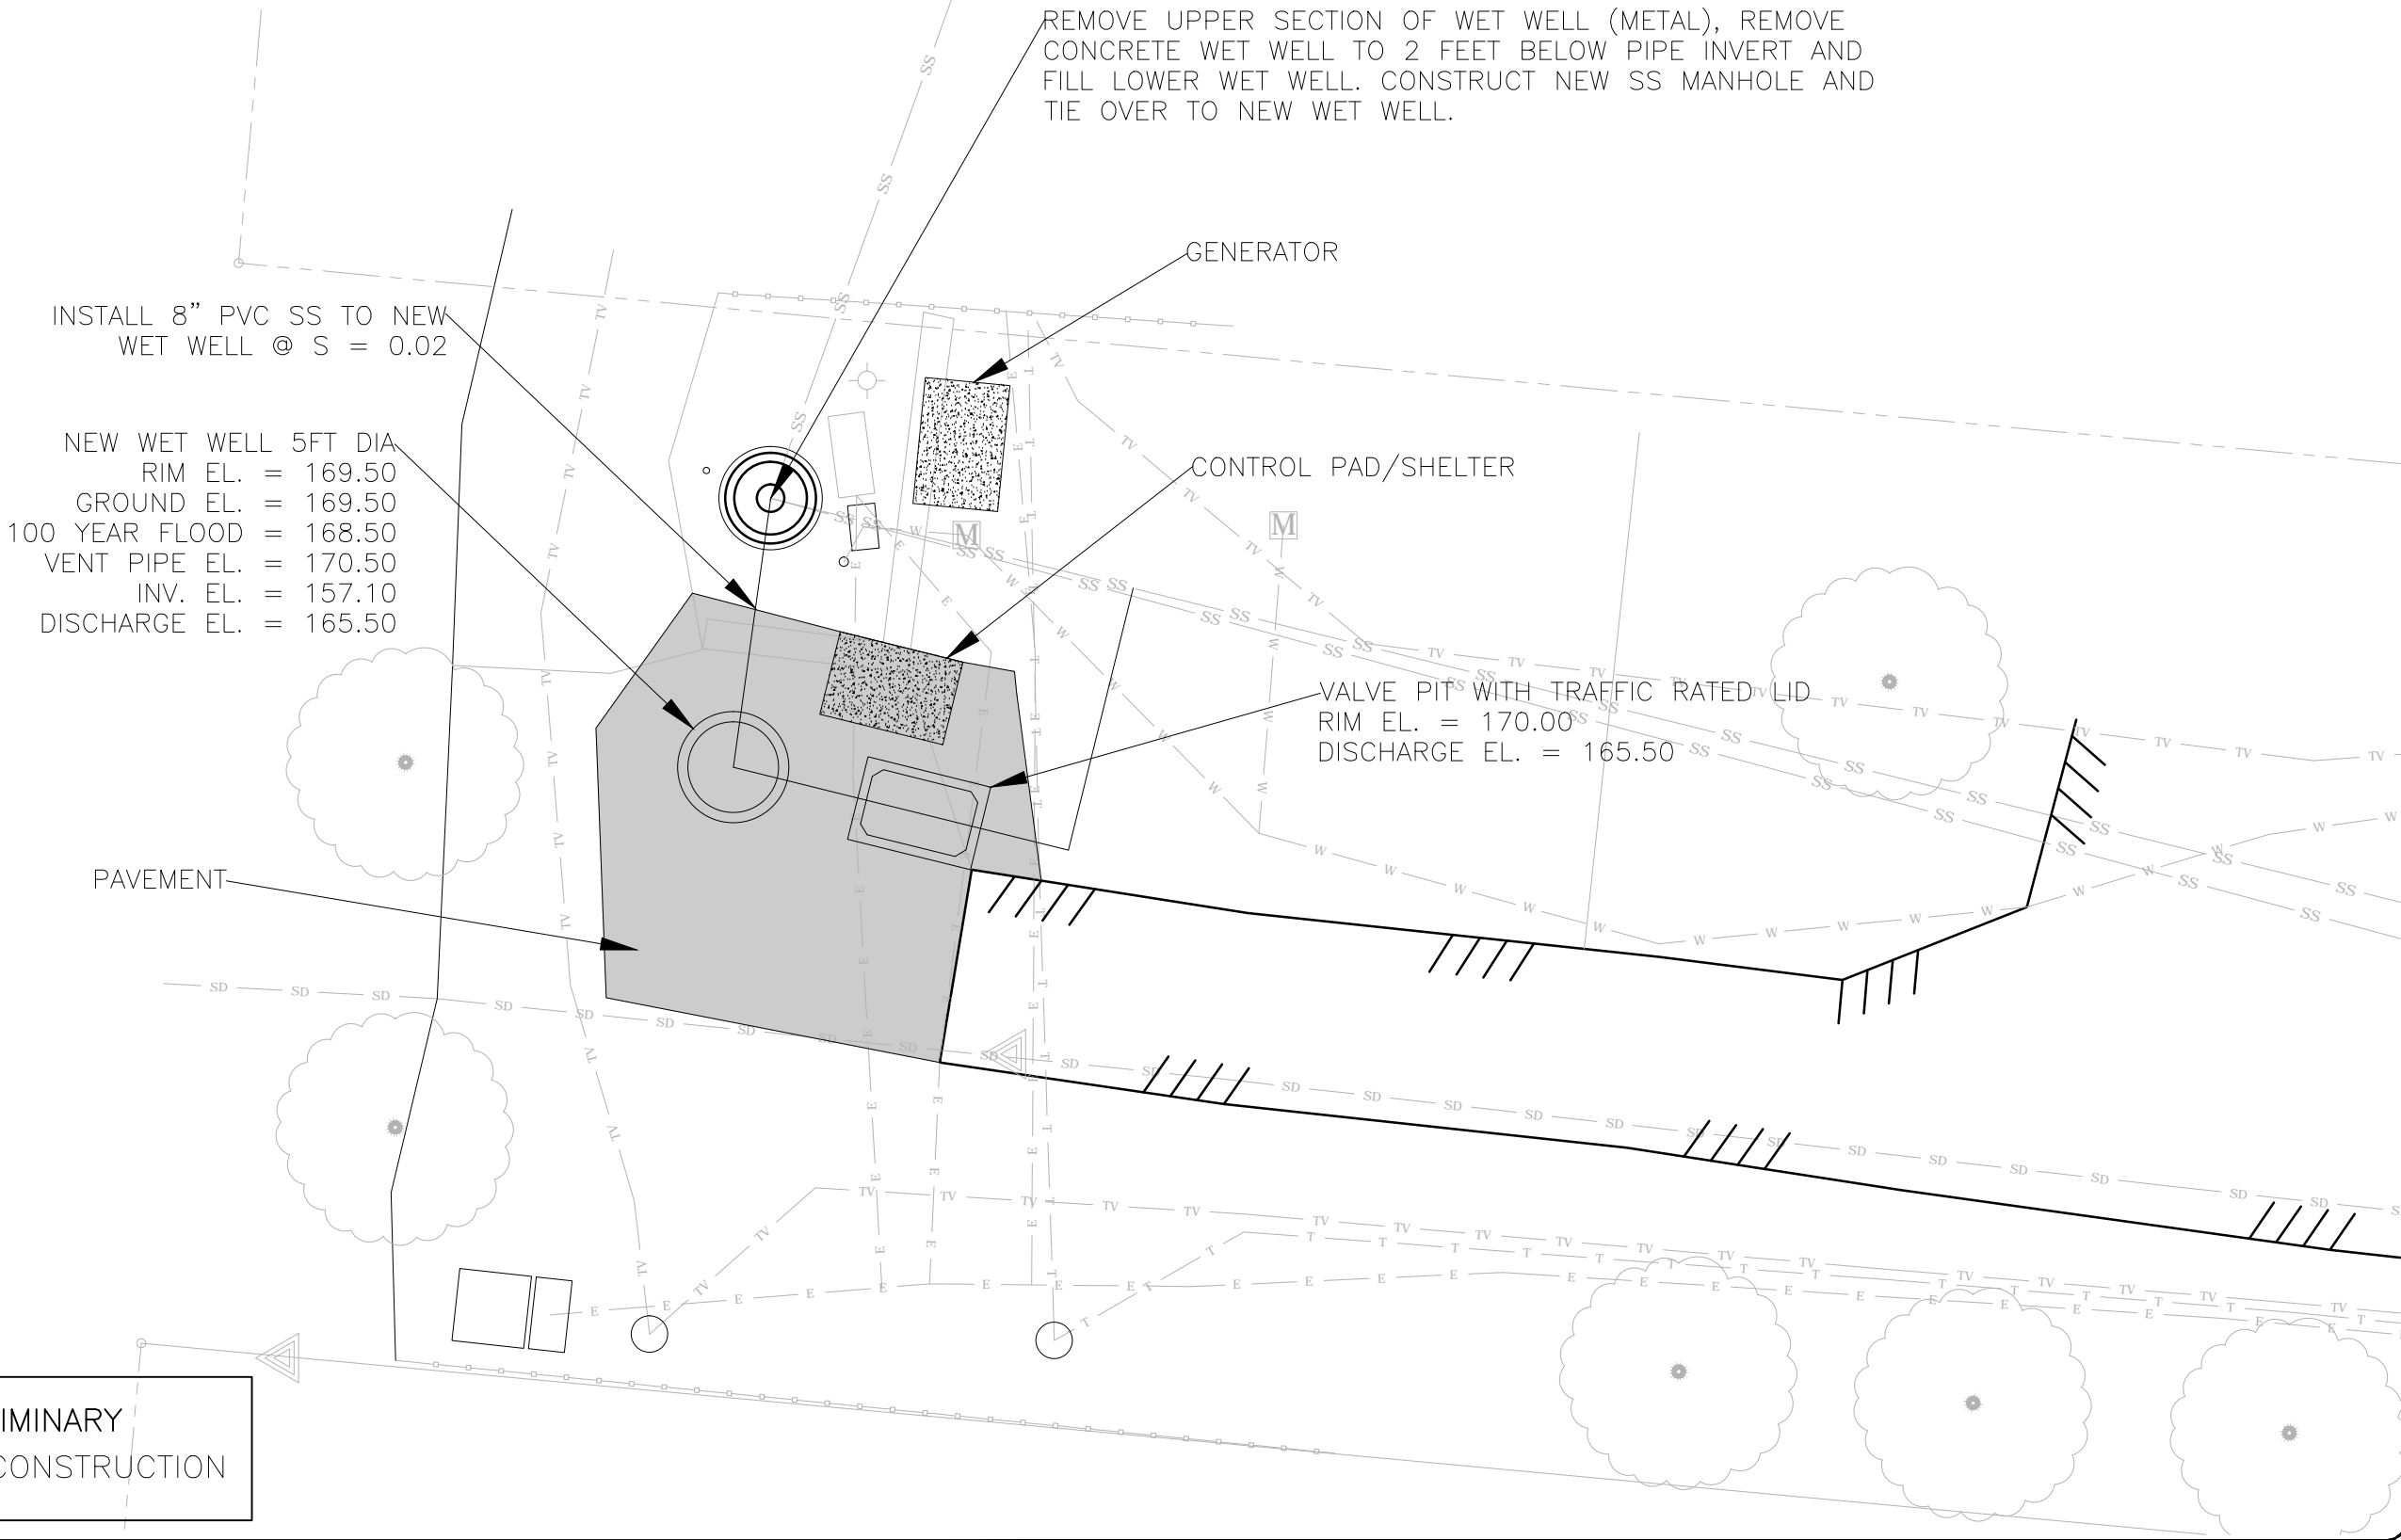 REMOVE UPPER SECTION OF WET WELL (METAL), REMOVE
CONCRETE WET WELL TO 2 FEET BELOW PIPE INVERT AND
FILL LOWER WET WELL. CONSTRUCT NEW SS MANHOLE AND
TIE OVER TO NEW WET WELL.
GENERATOR
INSTALL 8” PVC SS TO NEW
WET WELL @ S = 0.02
NEW WET WELL 5FT DIA
RIM EL. = 169.50
GROUND EL. = 169.50
100 YEAR FLOOD = 168.50
VENT PIPE EL. = 170.50
INV. EL. = 157.10
DISCHARGE EL. = 165.50
CONTROL PAD/SHELTER
VALVE PIT WITH TRAFFIC RATED LID
RIM EL. = 170.00
DISCHARGE EL. = 165.50
PAVEMENT
IMINARY
CONSTRUCTION